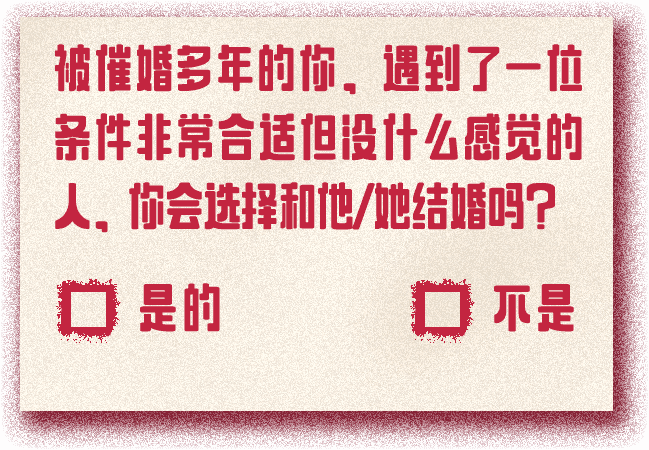 被催婚多年的你，遇到了一位
条件非常合适但没什么感觉的
人，你会选择和他/她结婚吗？
是的 不是